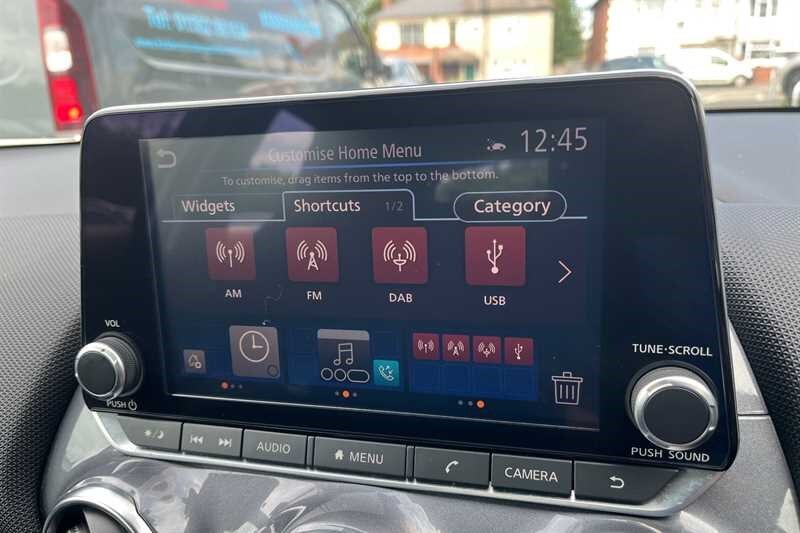 Customise Home Menu
12:45
To customise, drag items from the top to the bottom.
Widgets
Shortcuts 1/2
Category
AM
FM
DAB
USB
VOL
PUSH
TUNE·SCROLL
PUSH SOUND
AUDIO
MENU
CAMERA